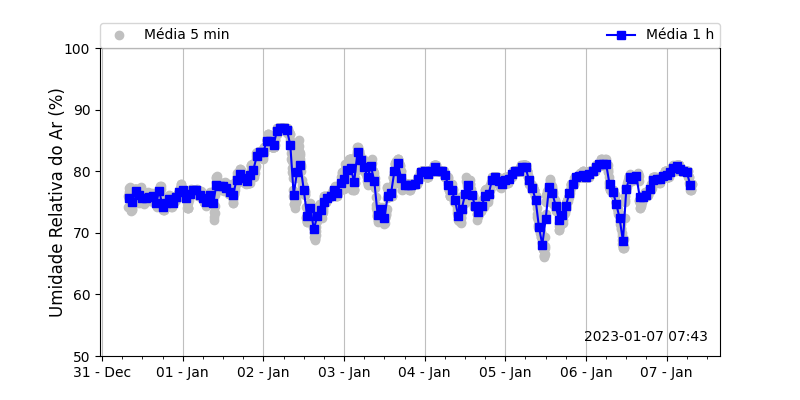 Média 5 min
Média 1 h
Umidade Relativa do Ar (%)
100
90
80
70
60
50
2023-01-07 07:43
31 - Dec
01 - Jan
02 - Jan
03 - Jan
04 - Jan
05 - Jan
06 - Jan
07 - Jan